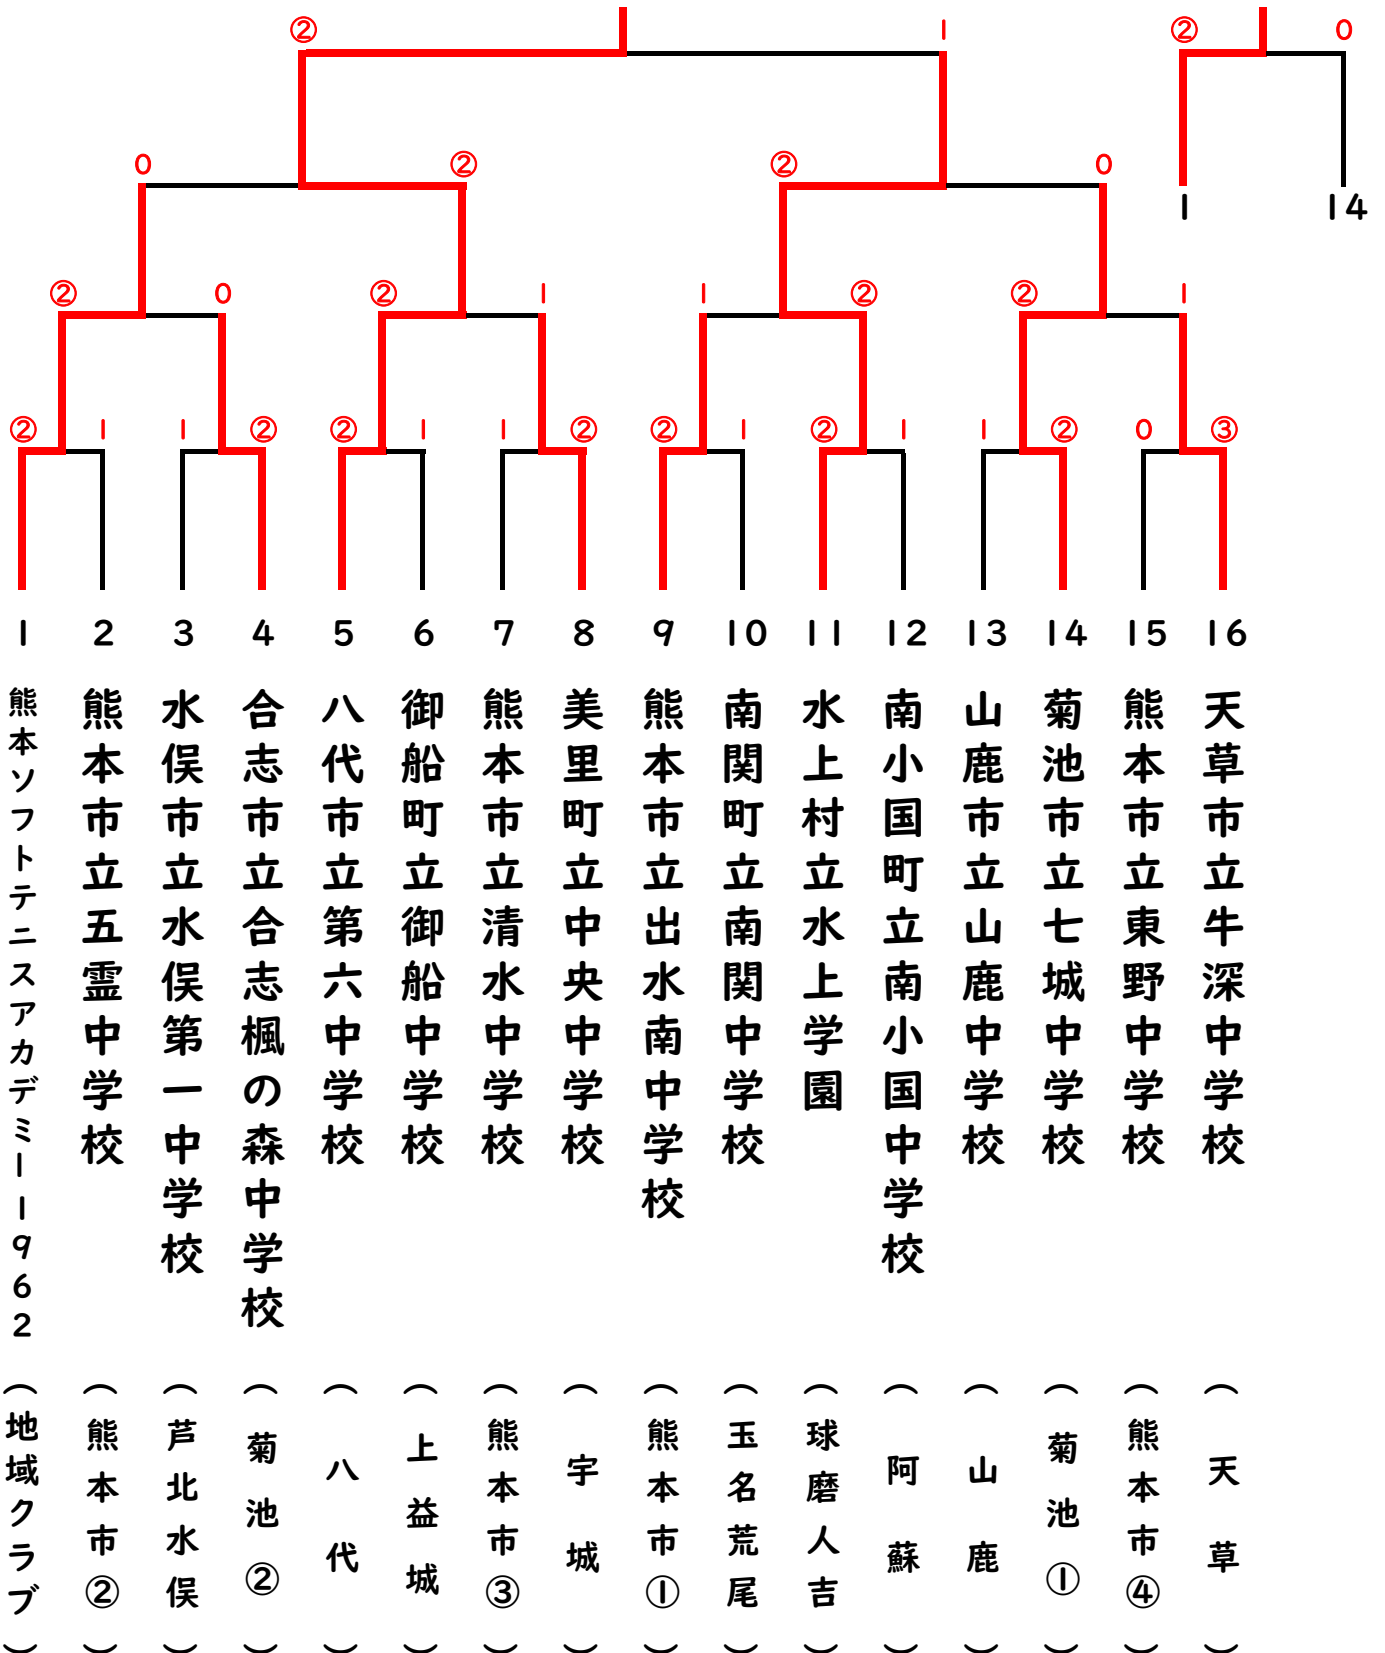 ② 1 ② 0
0 ② ② 0
1 14
② 0 ② 1 1 ② ② 1
② 1 1 ② ② 1 1 ② ② 1 ② 1 1 ② 0 ③
1 2 3 4 5 6 7 8 9 10 11 12 13 14 15 16
熊本ソフトテニスアカデミー1962
熊本市立五霊中学校
水俣市立水俣第一中学校
合志市立合志楓の森中学校
八代市立第六中学校
御船町立御船中学校
熊本市立清水中学校
美里町立中央中学校
熊本市立出水南中学校
南関町立南関中学校
水上村立水上学園
南小国町立南小国中学校
山鹿市立山鹿中学校
菊池市立七城中学校
熊本市立東野中学校
天草市立牛深中学校
(地域クラブ)
(熊本市②)
(芦北水俣)
(菊池②)
(八代)
(上益城)
(熊本市③)
(宇城)
(熊本市①)
(玉名荒尾)
(球磨人吉)
(阿蘇)
(山鹿)
(菊池①)
(熊本市④)
(天草)